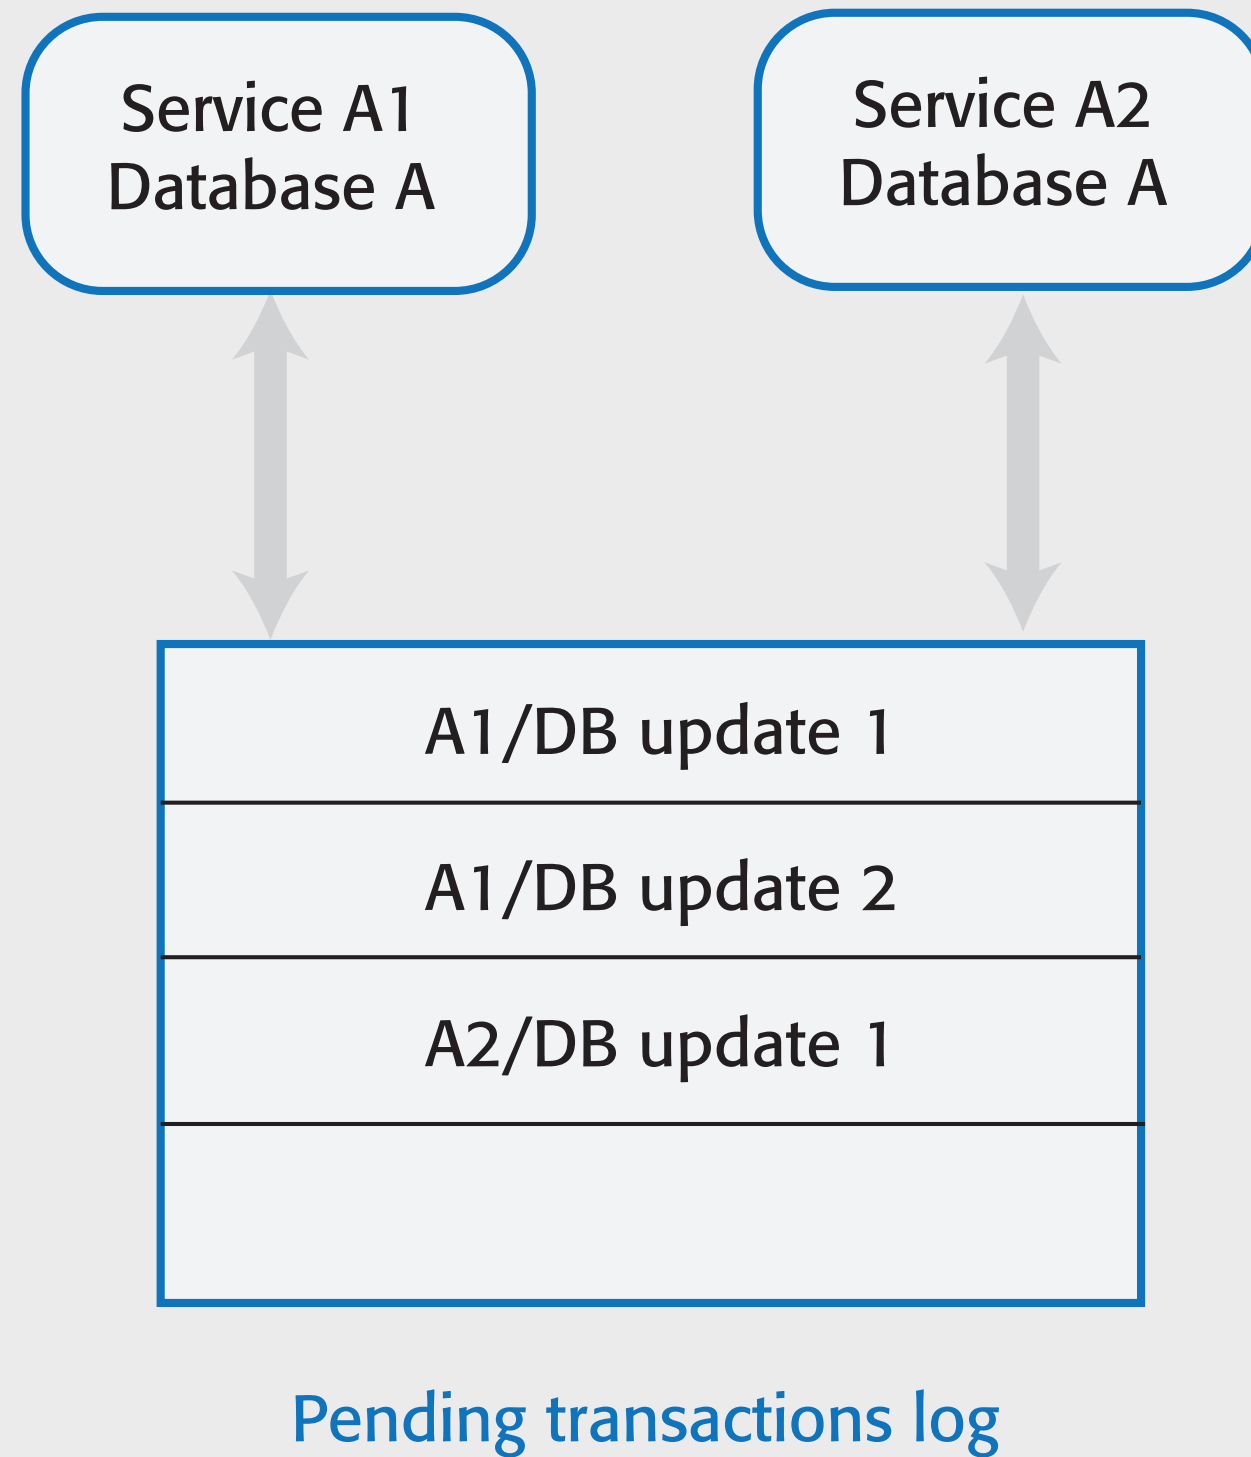 Service A1
Database A
Service A2
Database A
A1/DB update 1
A1/DB update 2
A2/DB update 1
Pending transactions log